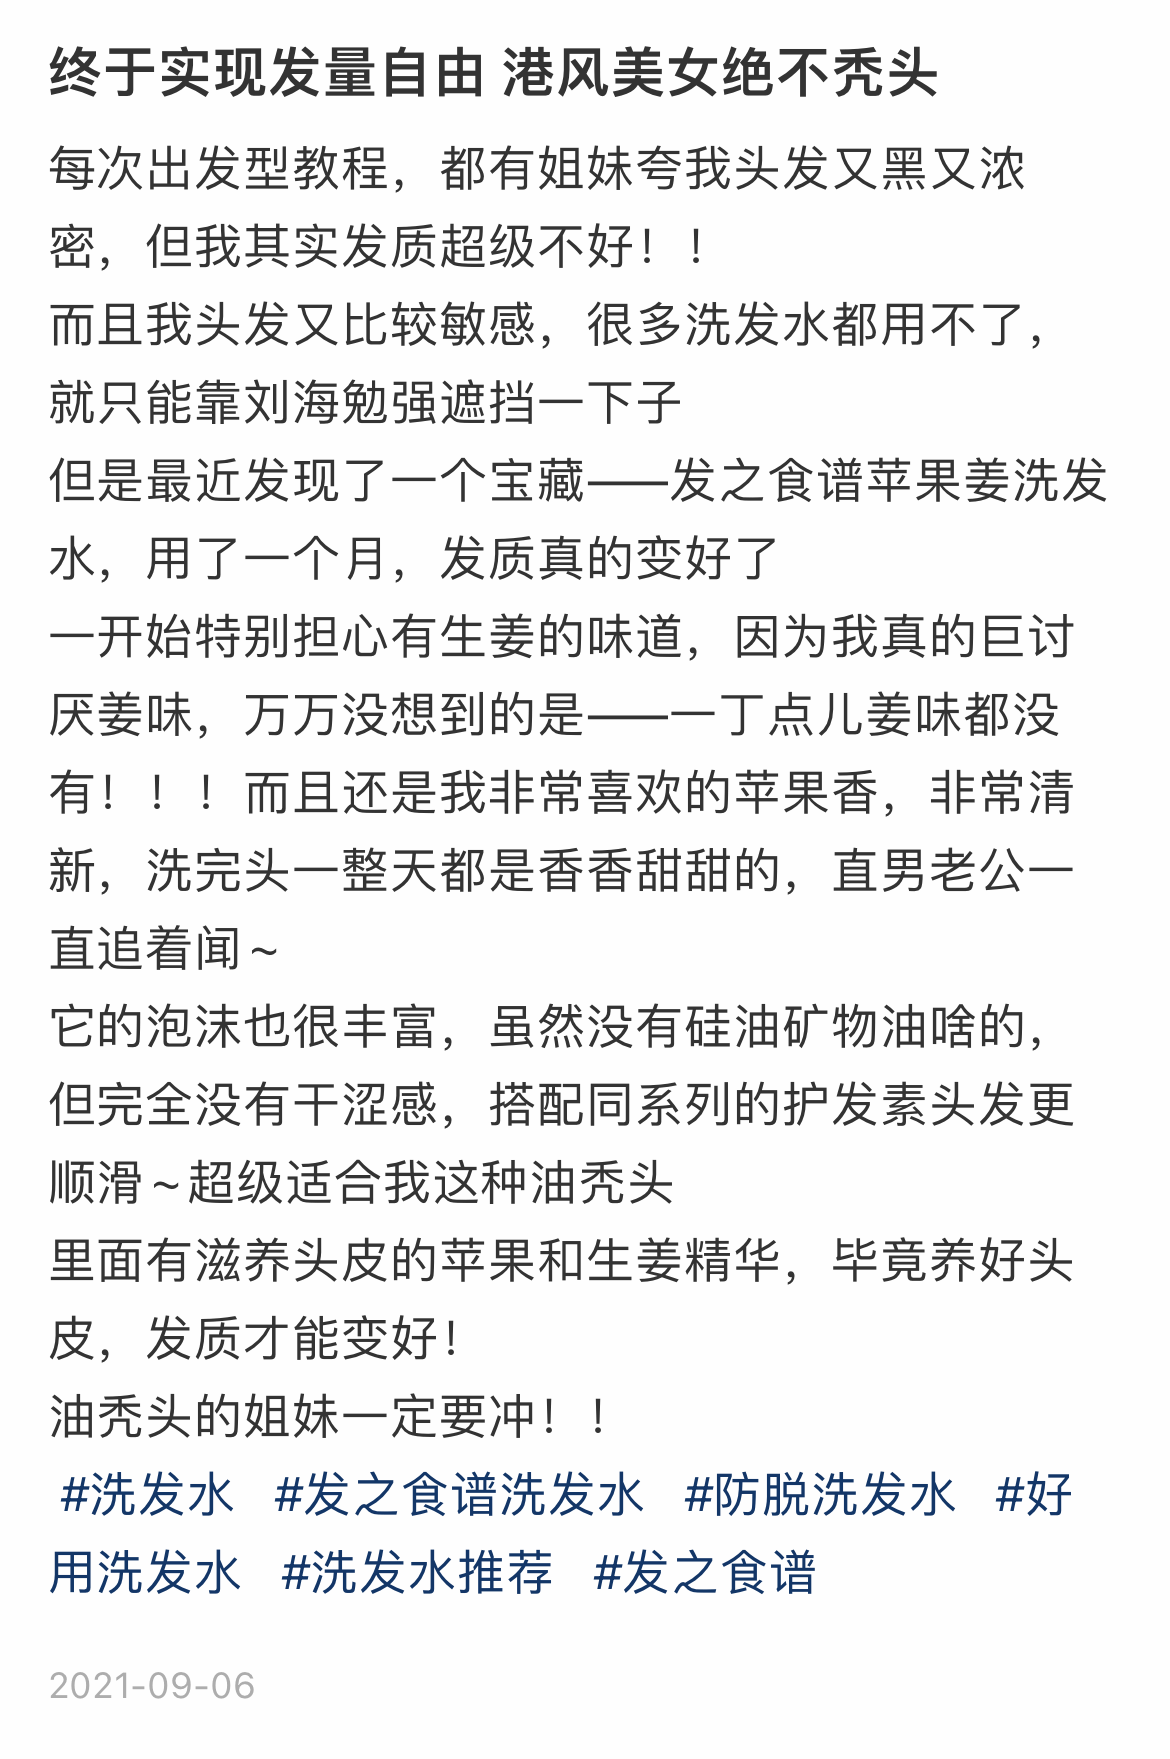 终于实现发量自由 港风美女绝不秃头
每次出发型教程，都有姐妹夸我头发又黑又浓
密，但我其实发质超级不好！！
而且我头发又比较敏感，很多洗发水都用不了，
就只能靠刘海勉强遮挡一下子
但是最近发现了一个宝藏——发之食谱苹果姜洗发
水，用了一个月，发质真的变好了
一开始特别担心有生姜的味道，因为我真的巨讨
厌姜味，万万没想到的是——一丁点儿姜味都没
有！！！而且还是我非常喜欢的苹果香，非常清
新，洗完头一整天都是香香甜甜的，直男老公一
直追着闻~
它的泡沫也很丰富，虽然没有硅油矿物油啥的，
但完全没有干涩感，搭配同系列的护发素头发更
顺滑~超级适合我这种油秃头
里面有滋养头皮的苹果和生姜精华，毕竟养好头
皮，发质才能变好！
油秃头的姐妹一定要冲！！
#洗发水 #发之食谱洗发水 #防脱洗发水 #好
用洗发水 #洗发水推荐 #发之食谱
2021-09-06